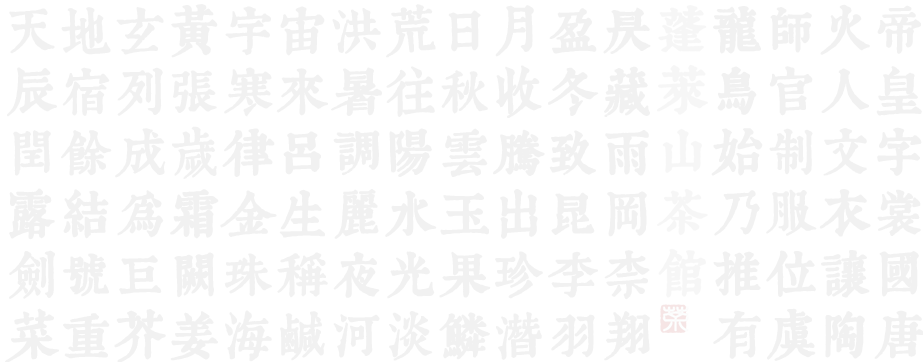 天地玄黃宇宙洪荒日月盈昃蓬龍師火帝
辰宿列張寒來暑往秋收冬藏萊鳥官人皇
閏餘成歲律呂調陽雲騰致雨山始制文字
露結爲霜金生麗水玉出昆岡茶乃服衣裳
劍號巨闕珠稱夜光果珍李柰館推位讓國
菜重芥姜海鹹河淡鱗潛羽翔有虞陶唐